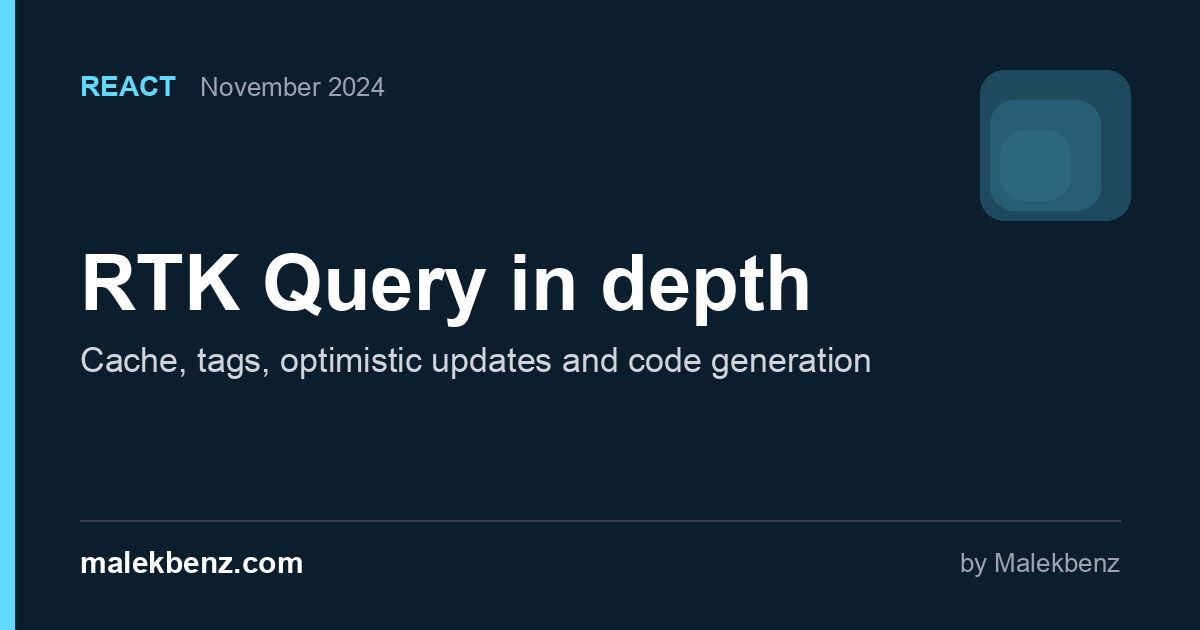 REACT November 2024
RTK Query in depth
Cache, tags, optimistic updates and code generation
malekbenz.com
by Malekbenz